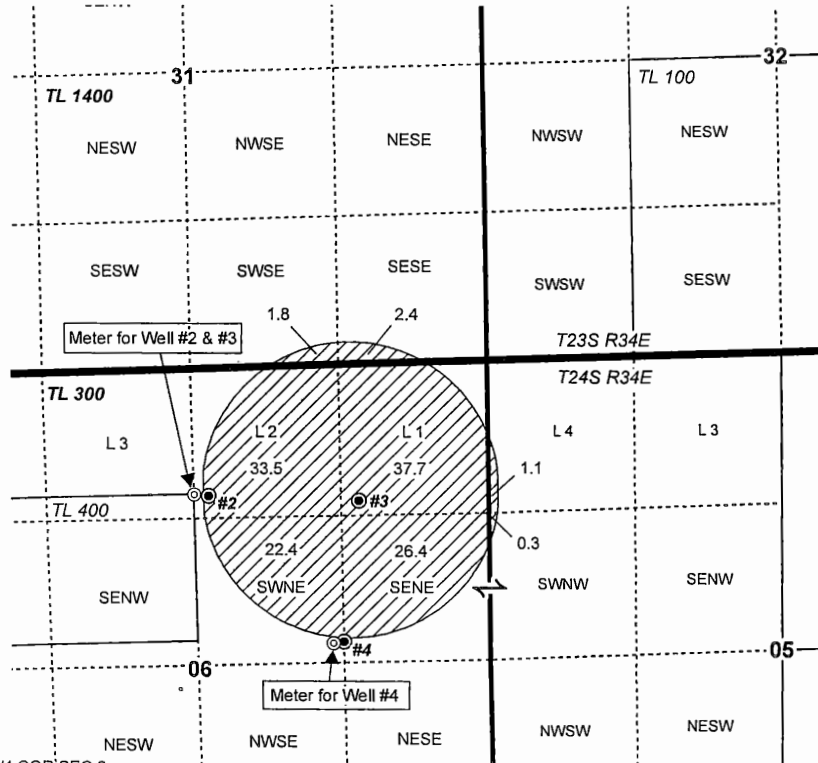 31
32
TL 1400
TL 100
NESW
NWSE
NESE
NWSW
NESW
SESW
SWSE
SESE
SWSW
SESW
1.8
2.4
Meter for Well #2 & #3
T23S R34E
T24S R34E
TL 300
L 3
L 2
L 1
L 4
L 3
33.5
37.7
1.1
#2
#3
TL 400
0.3
22.4
26.4
SENW
SWNE
SENE
SWNW
SENW
#4
06
05
Meter for Well #4
NESW
NWSE
NESE
NWSW
NESW